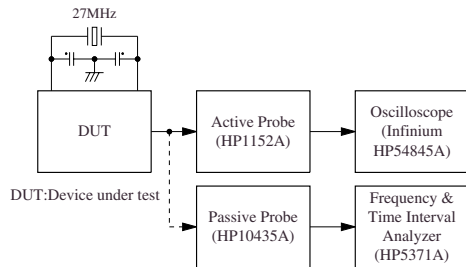 27MHz
DUT
Active Probe
(HP1152A)
Oscilloscope
(Infinium
HP54845A)
DUT:Device under test
Passive Probe
(HP10435A)
Frequency &
Time Interval
Analyzer
(HP5371A)